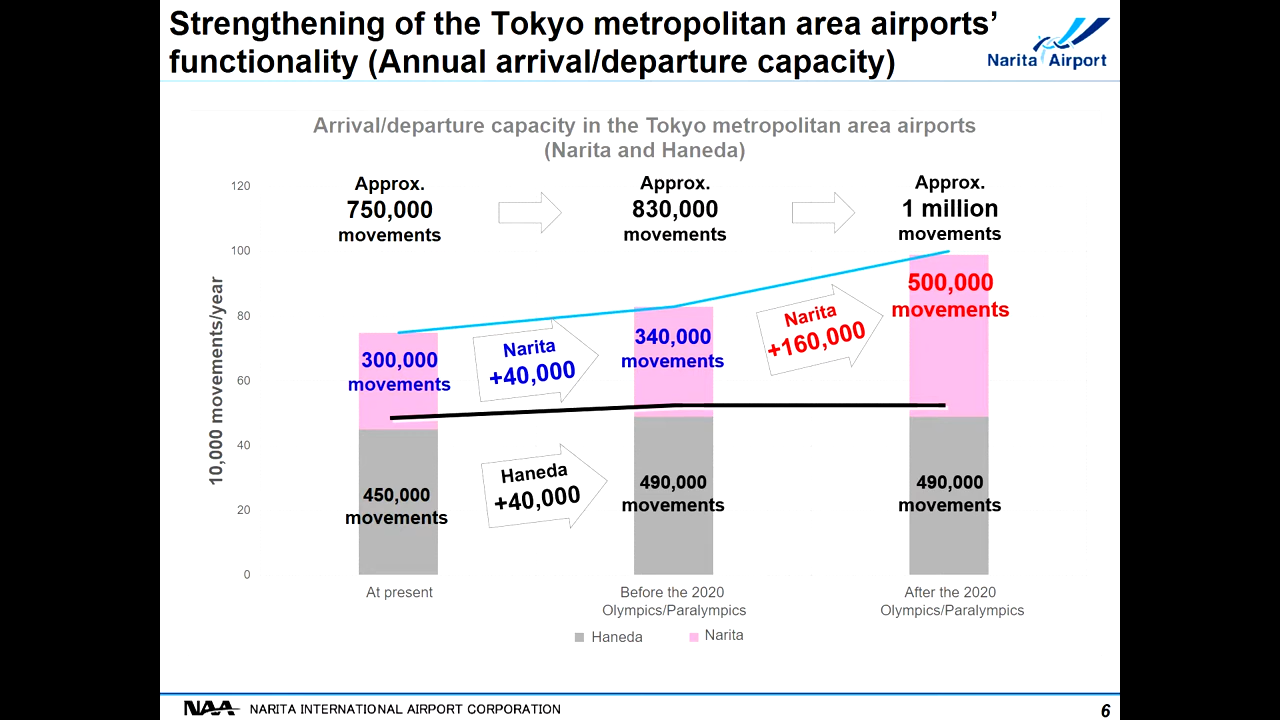 Strengthening of the Tokyo metropolitan area airports’
functionality (Annual arrival/departure capacity)
Narita Airport
Arrival/departure capacity in the Tokyo metropolitan area airports
(Narita and Haneda)
10,000 movements/year
120
100
80
60
40
20
0
Approx.
750,000
movements
Approx.
830,000
movements
Approx.
1 million
movements
300,000
movements
Narita
+40,000
340,000
movements
Narita
+160,000
500,000
movements
450,000
movements
Haneda
+40,000
490,000
movements
490,000
movements
At present
Before the 2020
Olympics/Paralympics
After the 2020
Olympics/Paralympics
Haneda
Narita
NAA NARITA INTERNATIONAL AIRPORT CORPORATION
6